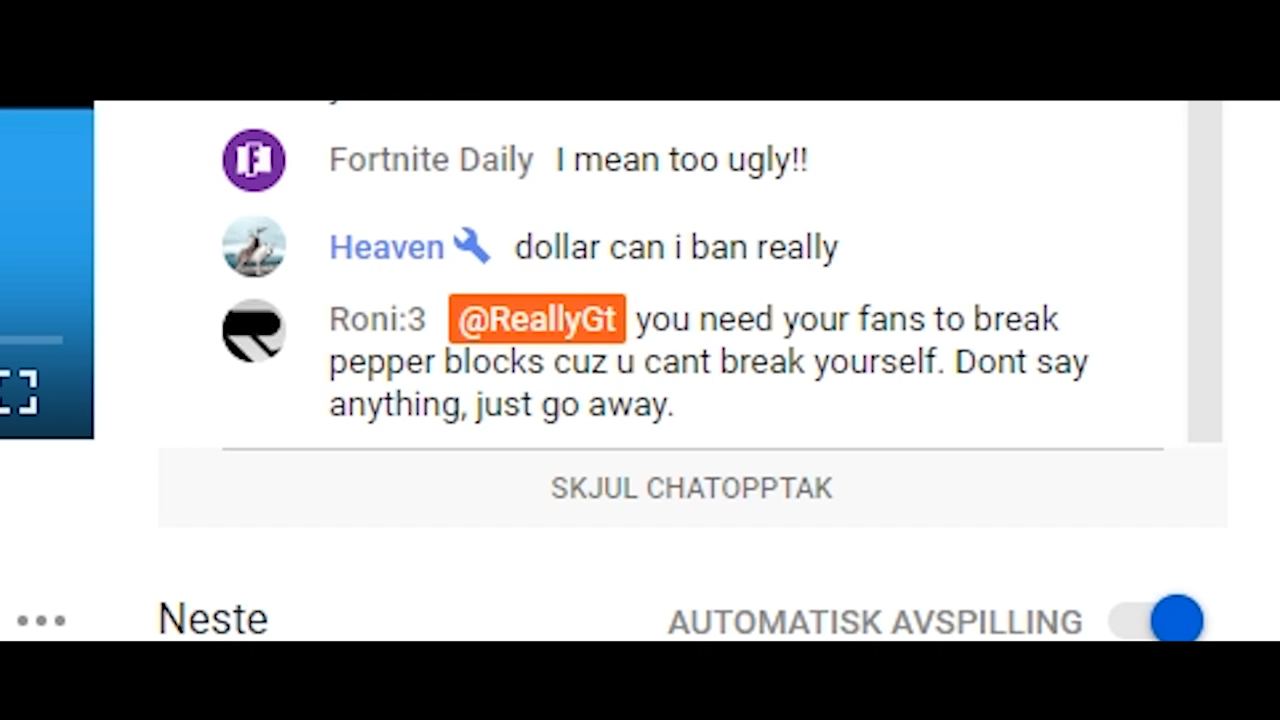 Fortnite Daily I mean too ugly!!
Heaven dollar can i ban really
Roni:3 @ReallyGt you need your fans to break
pepper blocks cuz u cant break yourself. Dont say
anything, just go away.
SKJUL CHATOPPTAK
Neste
AUTOMATISK AVSPILLING